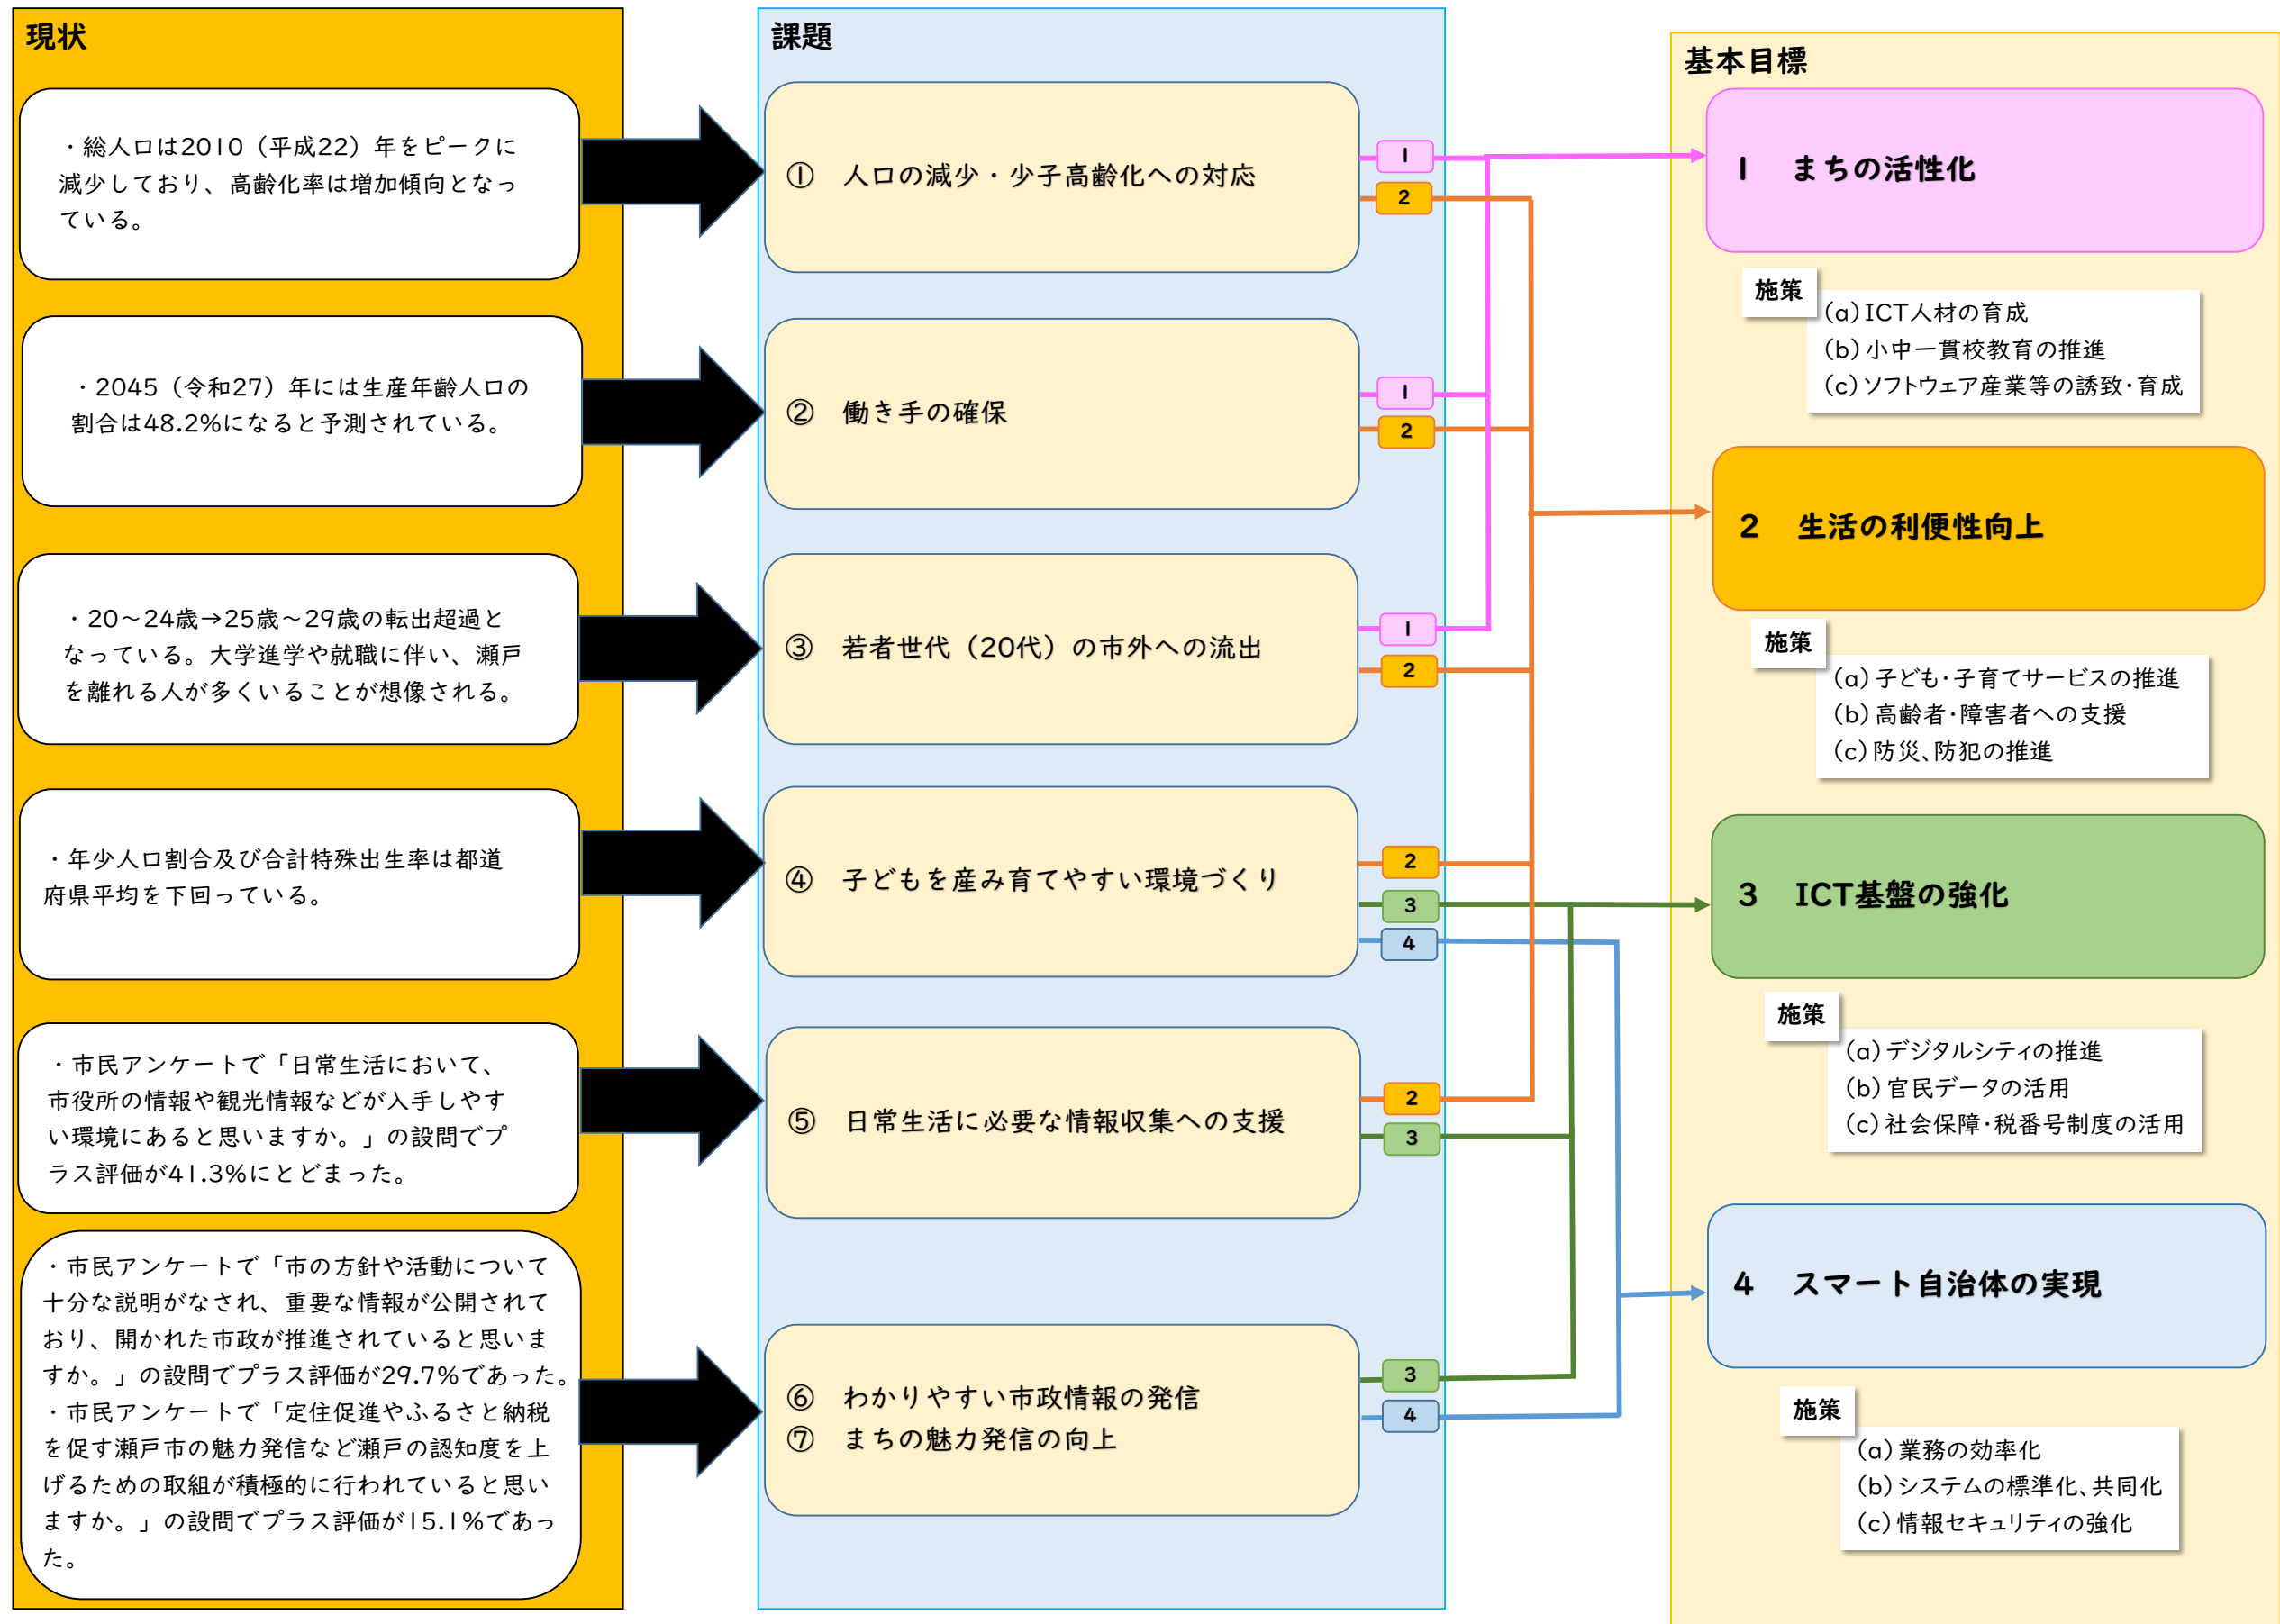 現状
・総人口は2010（平成22）年をピークに
減少しており、高齢化率は増加傾向となっ
ている。
・2045（令和27）年には生産年齢人口の
割合は48.2%になると予測されている。
・20～24歳→25歳～29歳の転出超過と
なっている。大学進学や就職に伴い、瀬戸
を離れる人が多くいることが想像される。
・年少人口割合及び合計特殊出生率は都道
府県平均を下回っている。
・市民アンケートで「日常生活において、
市役所の情報や観光情報などが入手しやす
い環境にあると思いますか。」の設問でプ
ラス評価が41.3%にとどまった。
・市民アンケートで「市の方針や活動について
十分な説明がなされ、重要な情報が公開されて
おり、開かれた市政が推進されていると思いま
すか。」の設問でプラス評価が29.7%であった。
・市民アンケートで「定住促進やふるさと納税
を促す瀬戸市の魅力発信など瀬戸の認知度を上
げるための取組が積極的に行われていると思い
ますか。」の設問でプラス評価が15.1%であっ
た。
課題
① 人口の減少・少子高齢化への対応
1
2
② 働き手の確保
1
2
③ 若者世代（20代）の市外への流出
1
2
④ 子どもを産み育てやすい環境づくり
2
3
4
⑤ 日常生活に必要な情報収集への支援
2
3
⑥ わかりやすい市政情報の発信
⑦ まちの魅力発信の向上
3
4
基本目標
1 まちの活性化
施策
(a)ICT人材の育成
(b)小中一貫校教育の推進
(c)ソフトウェア産業等の誘致・育成
2 生活の利便性向上
施策
(a)子ども・子育てサービスの推進
(b)高齢者・障害者への支援
(c)防災、防犯の推進
3 ICT基盤の強化
施策
(a)デジタルシティの推進
(b)官民データの活用
(c)社会保障・税番号制度の活用
4 スマート自治体の実現
施策
(a)業務の効率化
(b)システムの標準化、共同化
(c)情報セキュリティの強化